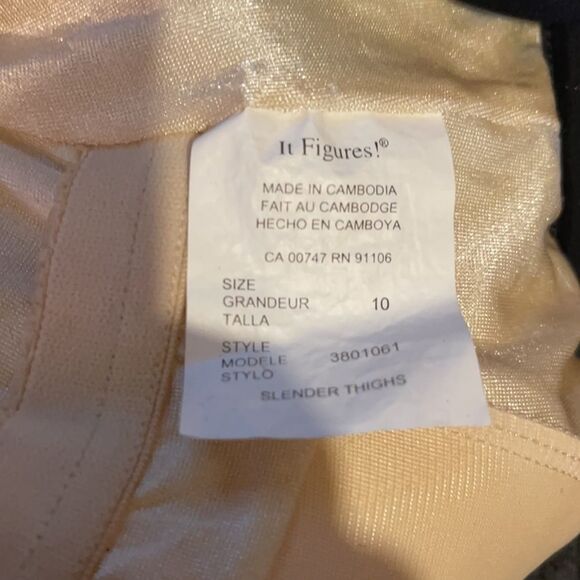 It Figures!®
MADE IN CAMBODIA
FAIT AU CAMBODGE
HECHO EN CAMBOYA
CA 00747 RN 91106
SIZE
GRANDEUR 10
TALLA
STYLE
MODELE 3801061
STYLO
SLENDER THIGHS